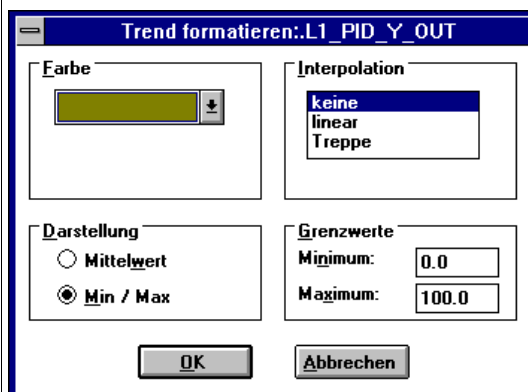 Trend formatieren:.L1_PID_Y_OUT
Farbe
Interpolation
keine
linear
Treppe
Darstellung
Mittelwert
Min / Max
Grenzwerte
Minimum: 0.0
Maximum: 100.0
OK
Abbrechen